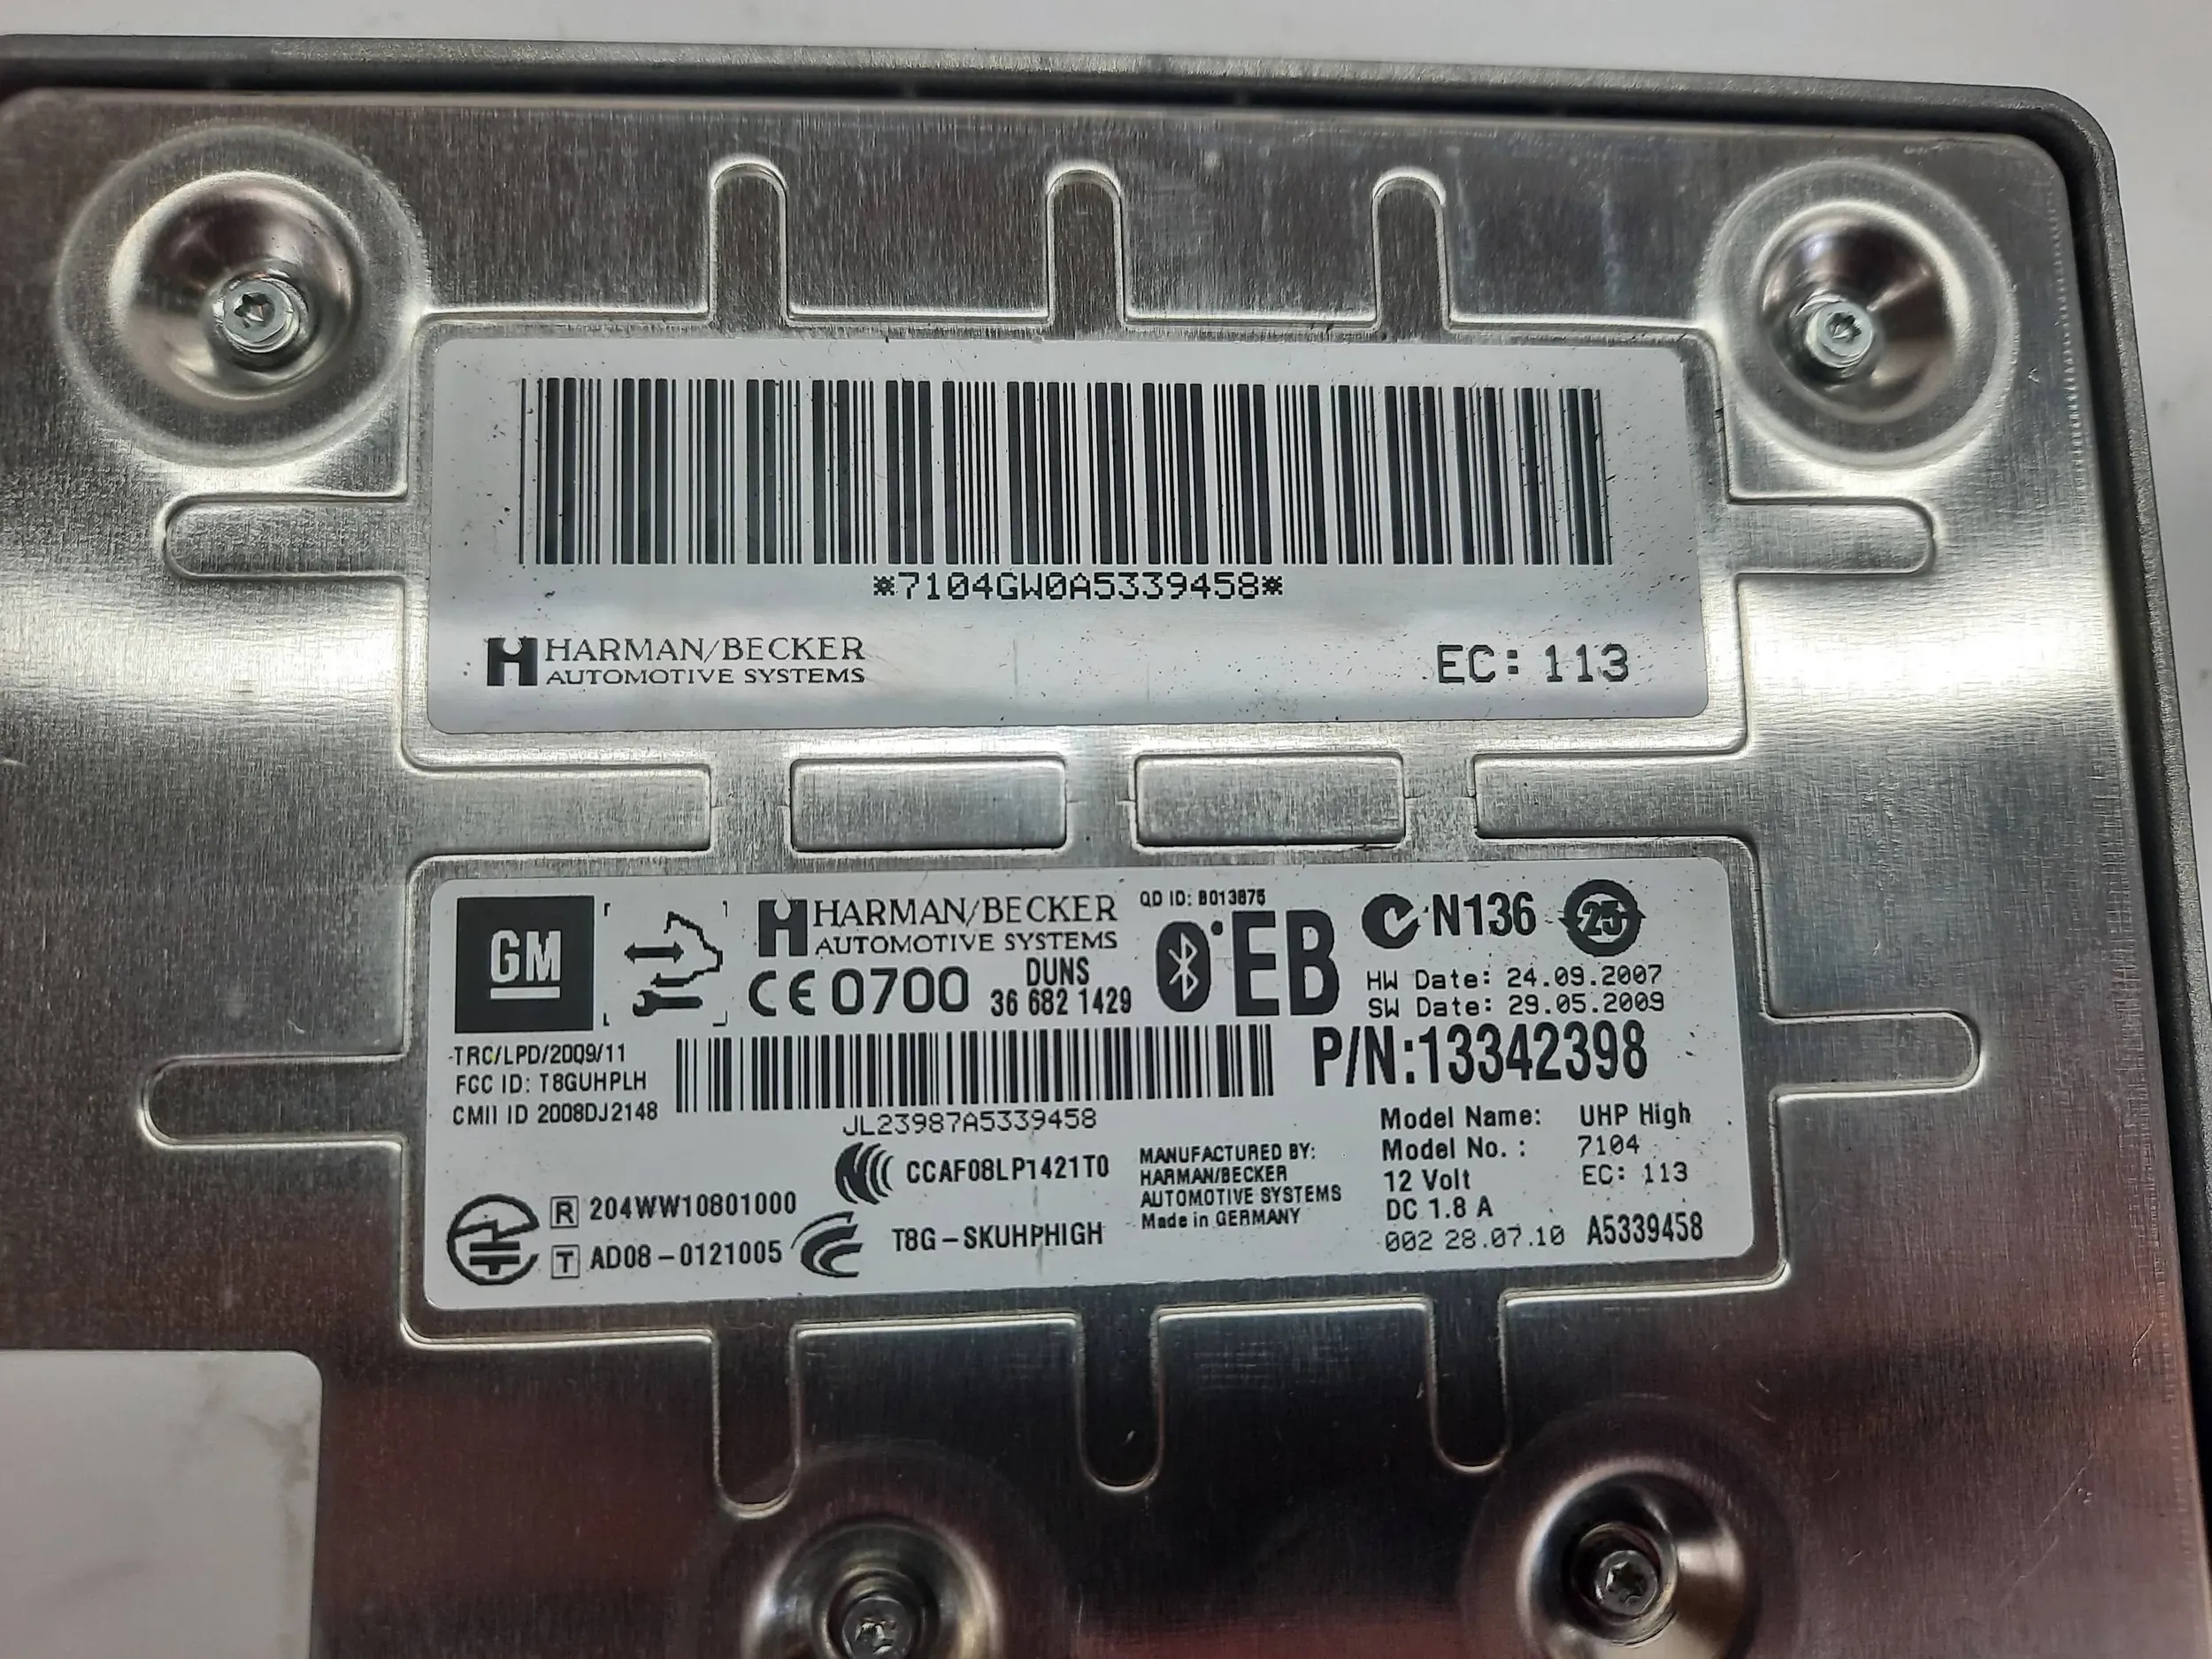 *7104GW0A5339458*
HARMAN/BECKER
AUTOMOTIVE SYSTEMS
EC: 113
GM
HARMAN/BECKER
AUTOMOTIVE SYSTEMS
CE 0700
DUNS
36 682 1429
QD ID: B013875
EB
N136
25
HW Date: 24.09.2007
SW Date: 29.05.2009
P/N:13342398
TRC/LPD/2009/11
FCC ID: T8GUHPLH
CMII ID 2008DJ2148
JL23987A5339458
CCAF08LP1421T0
R 204WW10801000
T AD08-0121005
T8G-SKUHPHIGH
MANUFACTURED BY:
HARMAN/BECKER
AUTOMOTIVE SYSTEMS
Made in GERMANY
Model Name: UHP High
Model No. : 7104
12 Volt EC: 113
DC 1.8 A
002 28.07.10 A5339458